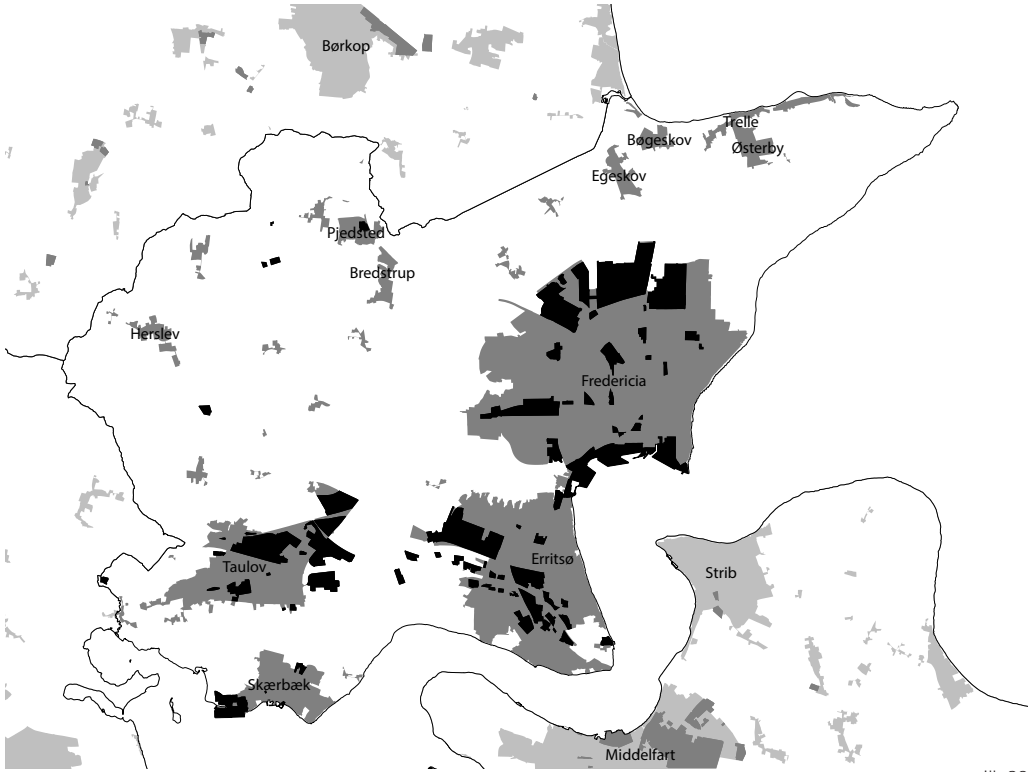 Børkop
Trelle
Bøgeskov
Østerby
Egeskov
Pjedsted
Bredstrup
Herslev
Fredericia
Erritsø
Taulov
Strib
Skærbæk
Middelfart